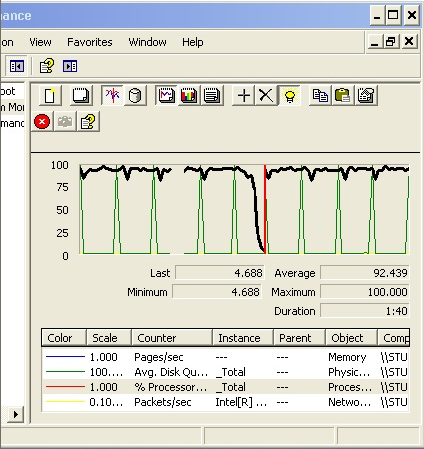 nance
on View Favorites Window Help
oot
n Mor
manc
100
75
50
25
0
Last 4.688 Average 92.439
Minimum 4.688 Maximum 100.000
Duration 1:40
Color Scale Counter Instance Parent Object Comp
1.000 Pages/sec --- --- Memory \\STU
100.... Avg. Disk Qu... _Total --- Physic... \\STU
1.000 % Processor... _Total --- Proces... \\STU
0.10... Packets/sec Intel[R] ... --- Netwo... \\STU